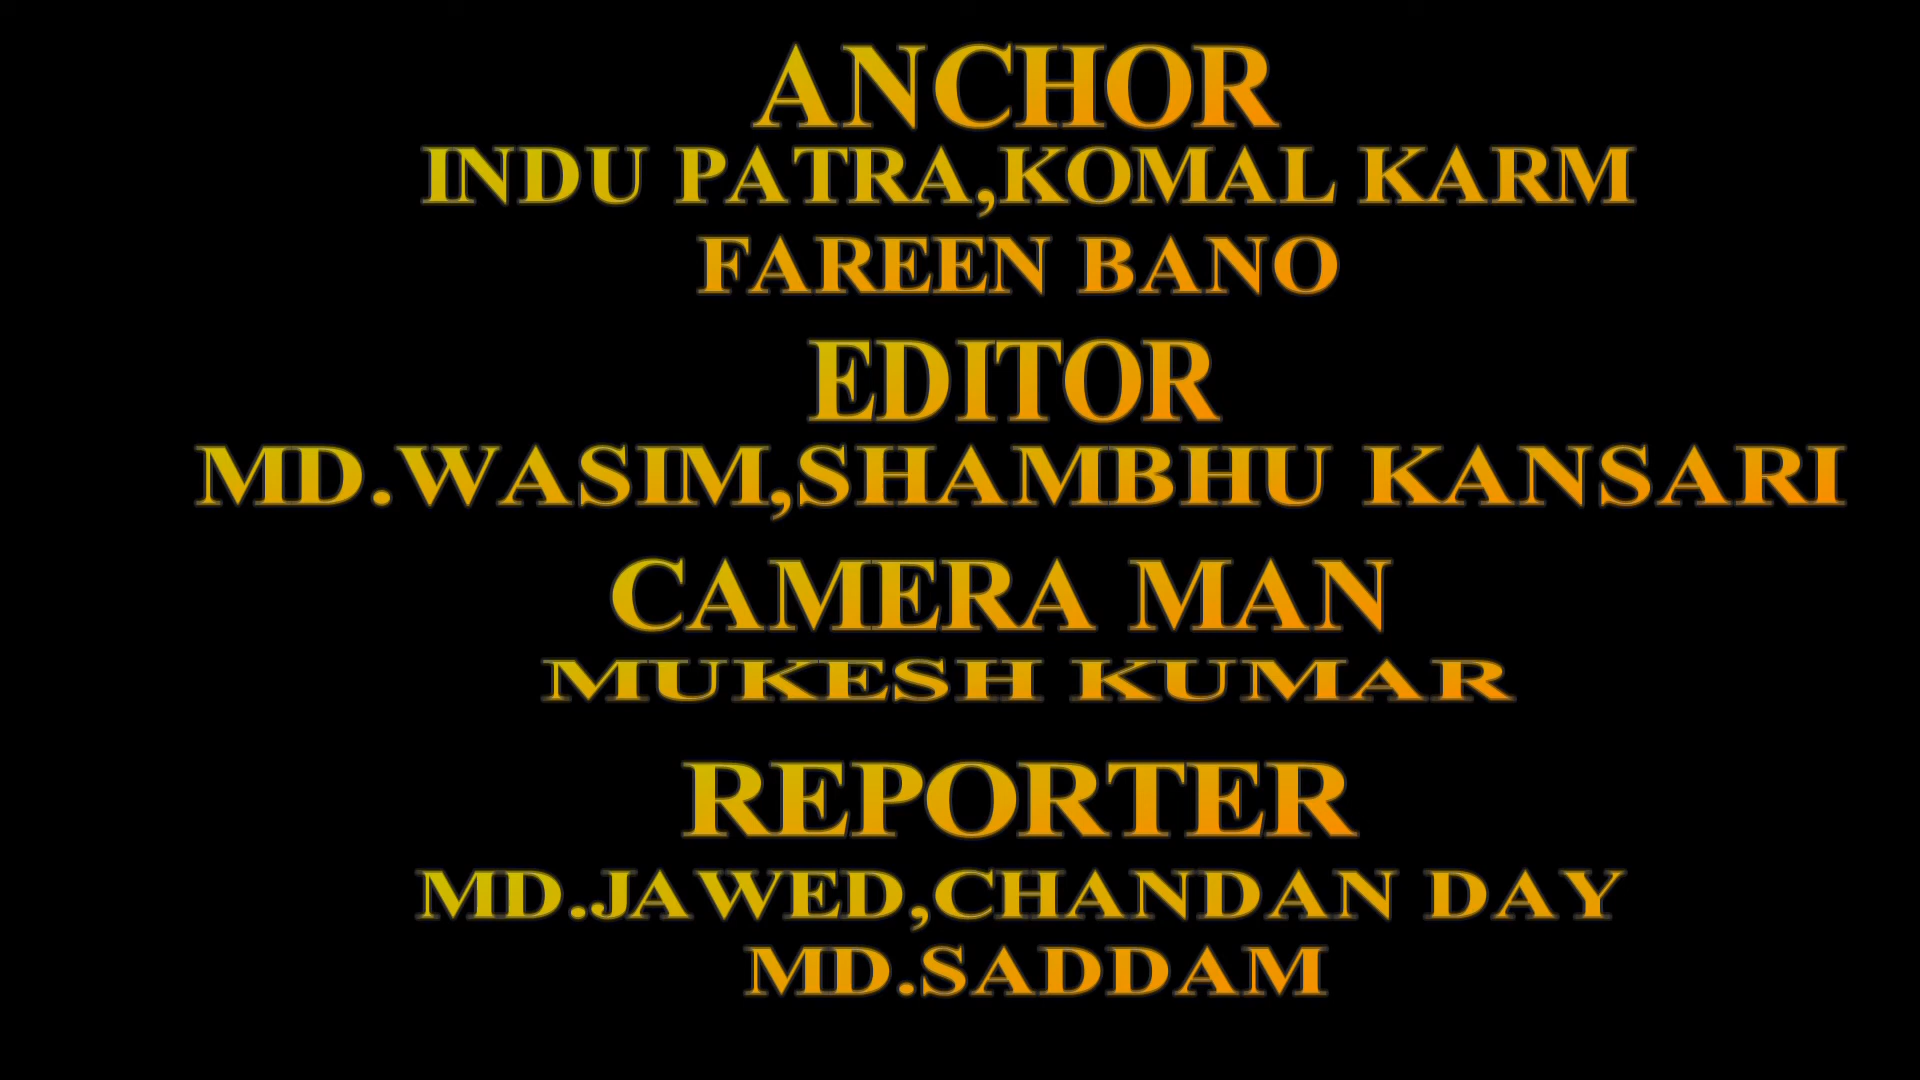 ANCHOR
INDU PATRA,KOMAL KARM
FAREEN BANO
EDITOR
MD.WASIM,SHAMBHU KANSARI
CAMERA MAN
MUKESH KUMAR
REPORTER
MD.JAWED,CHANDAN DAY
MD.SADDAM